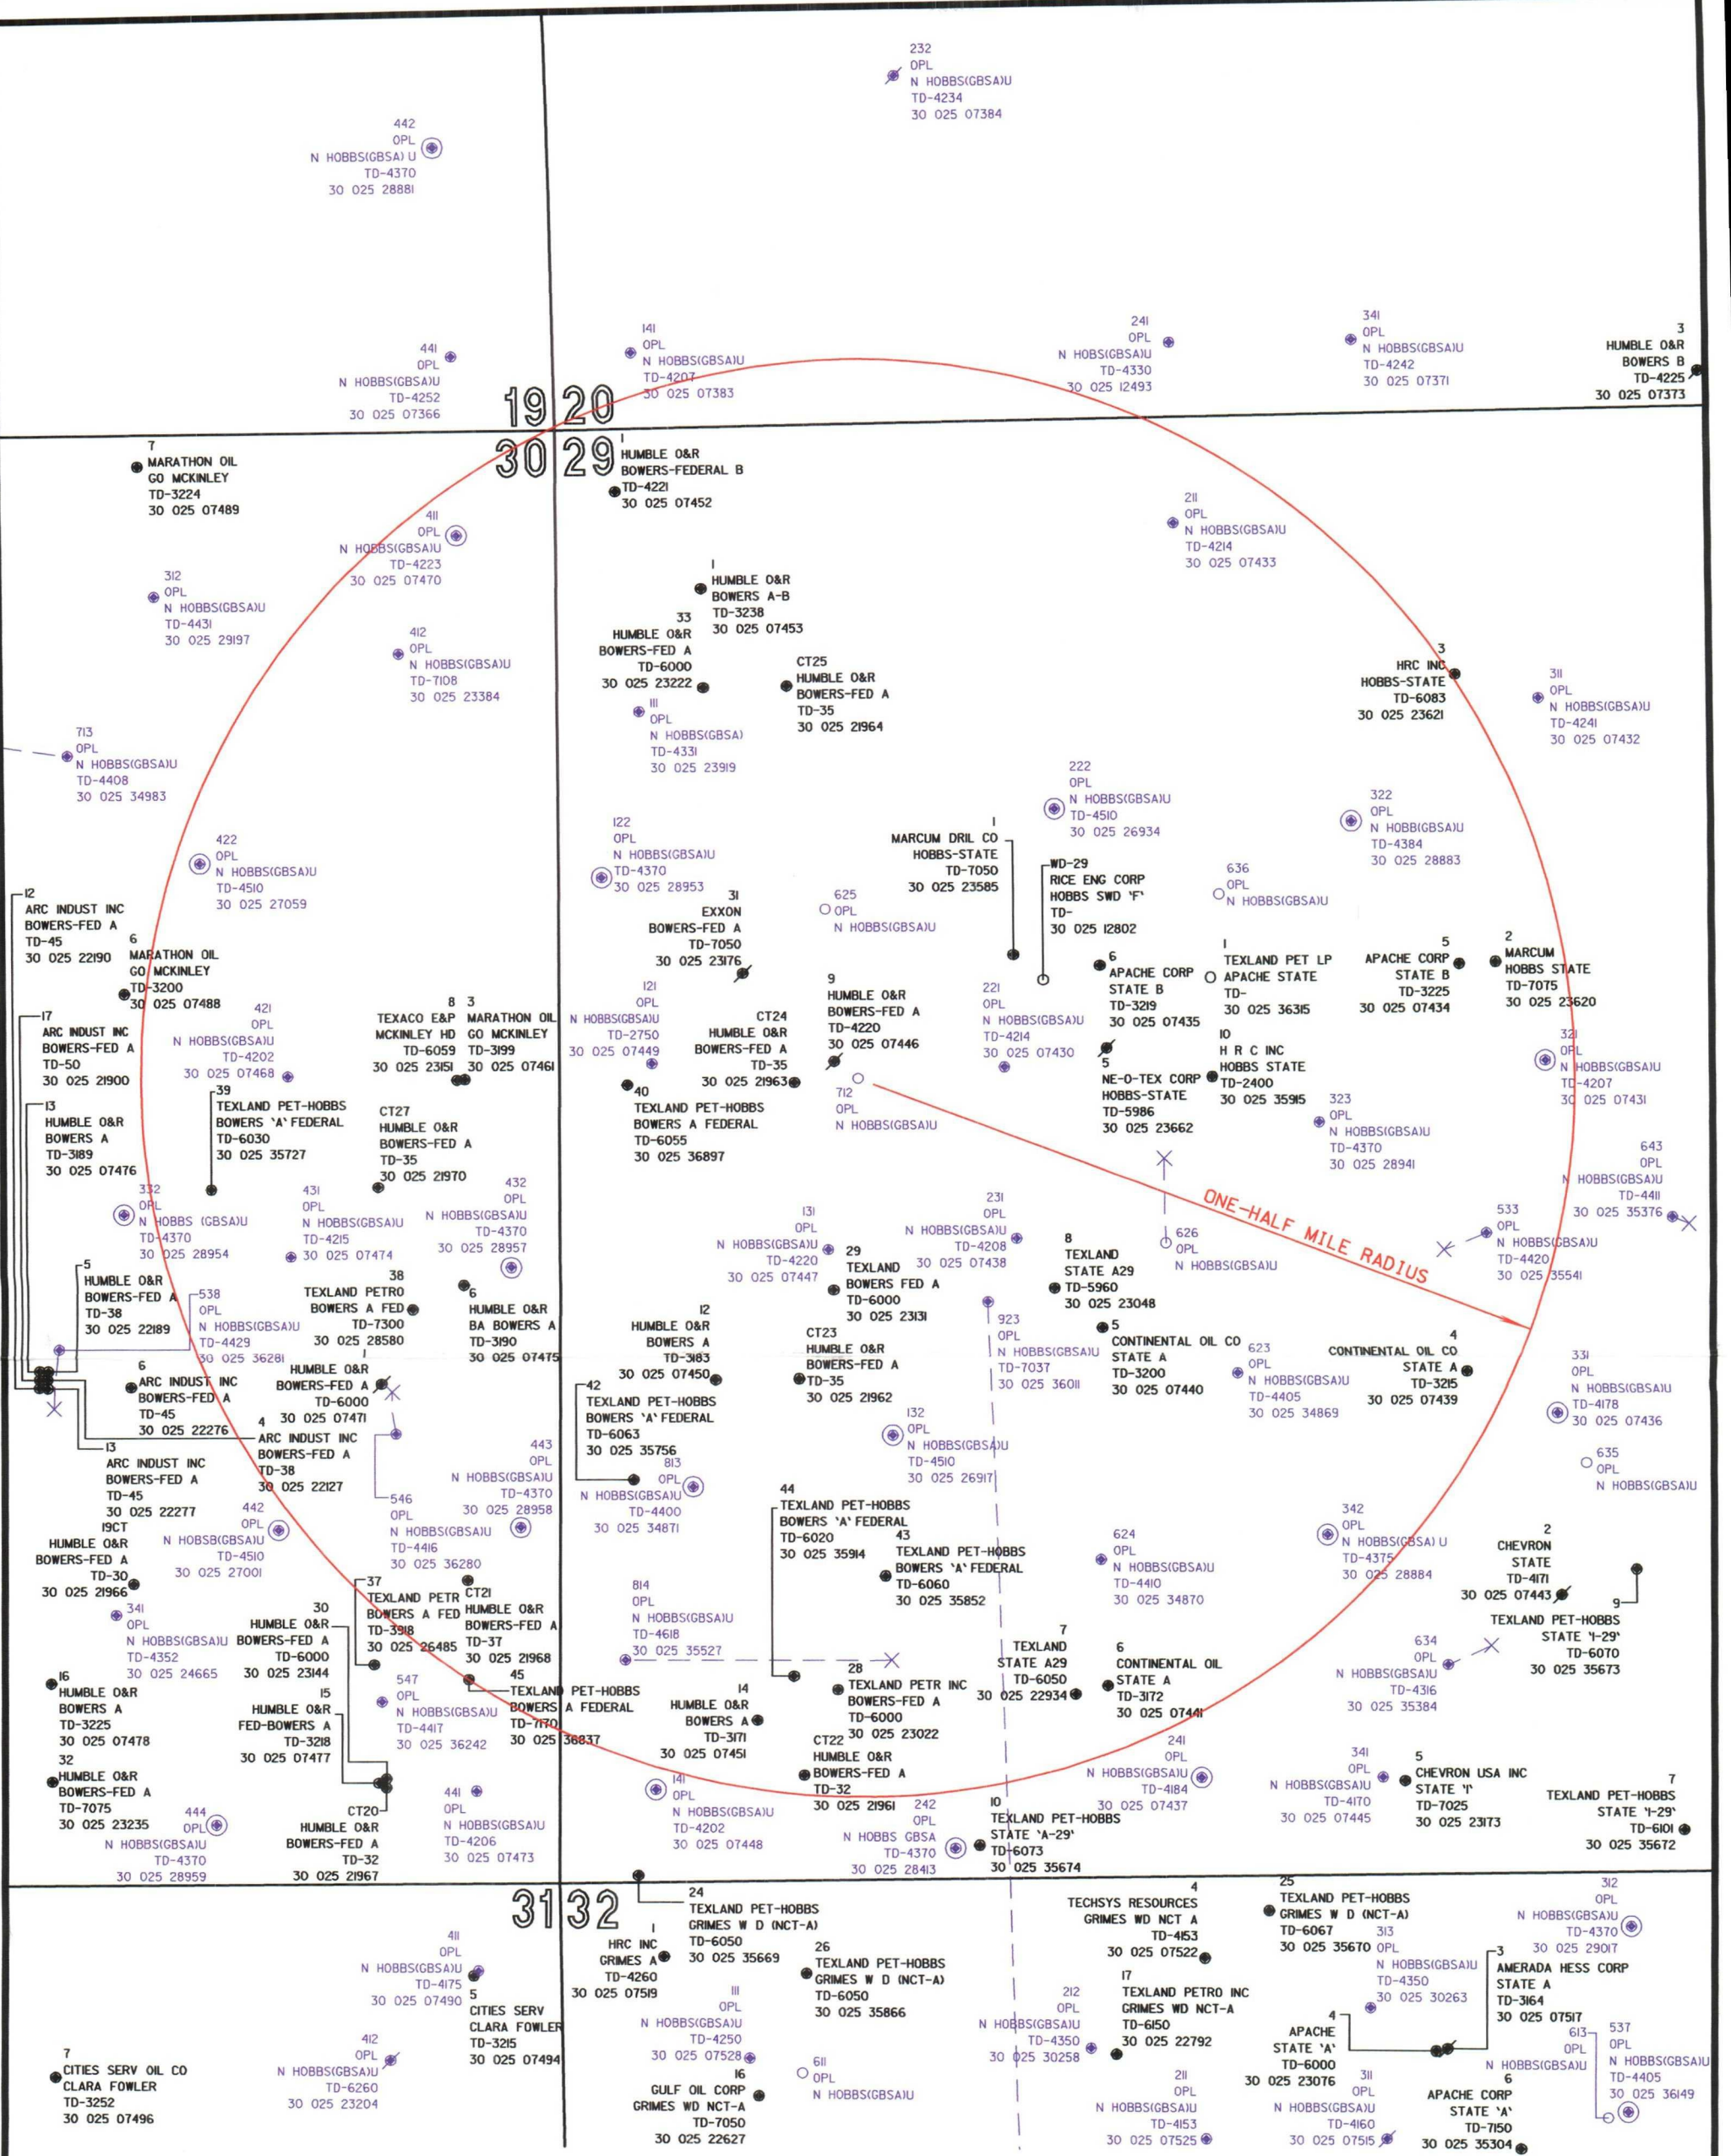 232
OPL
N HOBBS(GBSA)U
TD-4234
30 025 07384
442
OPL
N HOBBS(GBSA) U
TD-4370
30 025 28881
441
OPL
N HOBBS(GBSA)U
TD-4252
30 025 07366
141
OPL
N HOBBS(GBSA)U
TD-4207
30 025 07383
241
OPL
N HOBS(GBSA)U
TD-4330
30 025 12493
341
OPL
N HOBBS(GBSA)U
TD-4242
30 025 07371
3
HUMBLE O&R
BOWERS B
TD-4225
30 025 07373
19 20
30 29
7
MARATHON OIL
GO MCKINLEY
TD-3224
30 025 07489
1
HUMBLE O&R
BOWERS-FEDERAL B
TD-4221
30 025 07452
411
OPL
N HOBBS(GBSA)U
TD-4223
30 025 07470
211
OPL
N HOBBS(GBSA)U
TD-4214
30 025 07433
312
OPL
N HOBBS(GBSA)U
TD-4431
30 025 29197
1
HUMBLE O&R
BOWERS A-B
TD-3238
30 025 07453
412
OPL
N HOBBS(GBSA)U
TD-7108
30 025 23384
33
HUMBLE O&R
BOWERS-FED A
TD-6000
30 025 23222
CT25
HUMBLE O&R
BOWERS-FED A
TD-35
30 025 21964
3
HRC INC
HOBBS-STATE
TD-6083
30 025 23621
311
OPL
N HOBBS(GBSA)U
TD-4241
30 025 07432
111
OPL
N HOBBS(GBSA)
TD-4331
30 025 23919
713
OPL
N HOBBS(GBSA)U
TD-4408
30 025 34983
222
OPL
N HOBBS(GBSA)U
TD-4510
30 025 26934
322
OPL
N HOBB(GBSA)U
TD-4384
30 025 28883
422
OPL
N HOBBS(GBSA)U
TD-4510
30 025 27059
122
OPL
N HOBBS(GBSA)U
TD-4370
30 025 28953
1
MARCUM DRIL CO
HOBBS-STATE
TD-7050
30 025 23585
WD-29
RICE ENG CORP
HOBBS SWD 'F'
TD-
30 025 12802
636
OPL
N HOBBS(GBSA)U
12
ARC INDUST INC
BOWERS-FED A
TD-45
30 025 22190
31
EXXON
BOWERS-FED A
TD-7050
30 025 23176
625
OPL
N HOBBS(GBSA)U
6
MARATHON OIL
GO MCKINLEY
TD-3200
30 025 07488
6
APACHE CORP
STATE B
TD-3219
30 025 07435
1
TEXLAND PET LP
APACHE STATE
TD-
30 025 36315
5
APACHE CORP
STATE B
TD-3225
30 025 07434
2
MARCUM
HOBBS STATE
TD-7075
30 025 23620
17
ARC INDUST INC
BOWERS-FED A
TD-50
30 025 21900
421
OPL
N HOBBS(GBSA)U
TD-4202
30 025 07468
8
TEXACO E&P
MCKINLEY HD
TD-6059
30 025 23151
3
MARATHON OIL
GO MCKINLEY
TD-3199
30 025 07461
121
OPL
N HOBBS(GBSA)U
TD-2750
30 025 07449
CT24
HUMBLE O&R
BOWERS-FED A
TD-35
30 025 21963
9
HUMBLE O&R
BOWERS-FED A
TD-4220
30 025 07446
221
OPL
N HOBBS(GBSA)U
TD-4214
30 025 07430
5
NE-O-TEX CORP
HOBBS-STATE
TD-5986
30 025 23662
10
H R C INC
HOBBS STATE
TD-2400
30 025 35915
321
OPL
N HOBBS(GBSA)U
TD-4207
30 025 07431
13
HUMBLE O&R
BOWERS A
TD-3189
30 025 07476
39
TEXLAND PET-HOBBS
BOWERS 'A' FEDERAL
TD-6030
30 025 35727
CT27
HUMBLE O&R
BOWERS-FED A
TD-35
30 025 21970
40
TEXLAND PET-HOBBS
BOWERS A FEDERAL
TD-6055
30 025 36897
712
OPL
N HOBBS(GBSA)U
323
OPL
N HOBBS(GBSA)U
TD-4370
30 025 28941
643
OPL
N HOBBS(GBSA)U
TD-4411
30 025 35376
ONE-HALF MILE RADIUS
332
OPL
N HOBBS (GBSA)U
TD-4370
30 025 28954
431
OPL
N HOBBS(GBSA)U
TD-4215
30 025 07474
432
OPL
N HOBBS(GBSA)U
TD-4370
30 025 28957
131
OPL
N HOBBS(GBSA)U
TD-4220
30 025 07447
231
OPL
N HOBBS(GBSA)U
TD-4208
30 025 07438
626
OPL
N HOBBS(GBSA)U
533
OPL
N HOBBS(GBSA)U
TD-4420
30 025 35541
5
HUMBLE O&R
BOWERS-FED A
TD-38
30 025 22189
538
OPL
N HOBBS(GBSA)U
TD-4429
30 025 36281
38
TEXLAND PETRO
BOWERS A FED
TD-7300
30 025 28580
6
HUMBLE O&R
BA BOWERS A
TD-3190
30 025 07475
29
TEXLAND
BOWERS FED A
TD-6000
30 025 23131
8
TEXLAND
STATE A29
TD-5960
30 025 23048
12
HUMBLE O&R
BOWERS A
TD-3183
30 025 07450
CT23
HUMBLE O&R
BOWERS-FED A
TD-35
30 025 21962
923
OPL
N HOBBS(GBSA)U
TD-7037
30 025 36011
5
CONTINENTAL OIL CO
STATE A
TD-3200
30 025 07440
623
OPL
N HOBBS(GBSA)U
TD-4405
30 025 34869
4
CONTINENTAL OIL CO
STATE A
TD-3215
30 025 07439
331
OPL
N HOBBS(GBSA)U
TD-4178
30 025 07436
6
ARC INDUST INC
BOWERS-FED A
TD-45
30 025 22276
1
HUMBLE O&R
BOWERS-FED A
TD-6000
30 025 07471
42
TEXLAND PET-HOBBS
BOWERS 'A' FEDERAL
TD-6063
30 025 35756
132
OPL
N HOBBS(GBSA)U
TD-4510
30 025 26917
13
ARC INDUST INC
BOWERS-FED A
TD-45
30 025 22277
4
ARC INDUST INC
BOWERS-FED A
TD-38
30 025 22127
443
OPL
N HOBBS(GBSA)U
TD-4370
30 025 28958
813
OPL
N HOBBS(GBSA)U
TD-4400
30 025 34871
635
OPL
N HOBBS(GBSA)U
19CT
HUMBLE O&R
BOWERS-FED A
TD-30
30 025 21966
442
OPL
N HOBSB(GBSA)U
TD-4510
30 025 27001
546
OPL
N HOBBS(GBSA)U
TD-4416
30 025 36280
44
TEXLAND PET-HOBBS
BOWERS 'A' FEDERAL
TD-6020
30 025 35914
43
TEXLAND PET-HOBBS
BOWERS 'A' FEDERAL
TD-6060
30 025 35852
624
OPL
N HOBBS(GBSA)U
TD-4410
30 025 34870
342
OPL
N HOBBS(GBSA) U
TD-4375
30 025 28884
2
CHEVRON
STATE
TD-4171
30 025 07443
9
TEXLAND PET-HOBBS
STATE 'I-29'
TD-6070
30 025 35673
341
OPL
N HOBBS(GBSA)U
TD-4352
30 025 24665
30
HUMBLE O&R
BOWERS-FED A
TD-6000
30 025 23144
37
TEXLAND PETR
BOWERS A FED
TD-3918
30 025 26485
CT21
HUMBLE O&R
BOWERS-FED A
TD-37
30 025 21968
814
OPL
N HOBBS(GBSA)U
TD-4618
30 025 35527
7
TEXLAND
STATE A29
TD-6050
30 025 22934
6
CONTINENTAL OIL
STATE A
TD-3172
30 025 07441
634
OPL
N HOBBS(GBSA)U
TD-4316
30 025 35384
16
HUMBLE O&R
BOWERS A
TD-3225
30 025 07478
15
HUMBLE O&R
FED-BOWERS A
TD-3218
30 025 07477
547
OPL
N HOBBS(GBSA)U
TD-4417
30 025 36242
45
TEXLAND PET-HOBBS
BOWERS A FEDERAL
TD-7170
30 025 36837
14
HUMBLE O&R
BOWERS A
TD-3171
30 025 07451
28
TEXLAND PETR INC
BOWERS-FED A
TD-6000
30 025 23022
32
HUMBLE O&R
BOWERS-FED A
TD-7075
30 025 23235
444
OPL
N HOBBS(GBSA)U
TD-4370
30 025 28959
CT20
HUMBLE O&R
BOWERS-FED A
TD-32
30 025 21967
441
OPL
N HOBBS(GBSA)U
TD-4206
30 025 07473
141
OPL
N HOBBS(GBSA)U
TD-4202
30 025 07448
CT22
HUMBLE O&R
BOWERS-FED A
TD-32
30 025 21961
242
OPL
N HOBBS GBSA
TD-4370
30 025 28413
10
TEXLAND PET-HOBBS
STATE 'A-29'
TD-6073
30 025 35674
241
OPL
N HOBBS(GBSA)U
TD-4184
30 025 07437
341
OPL
N HOBBS(GBSA)U
TD-4170
30 025 07445
5
CHEVRON USA INC
STATE 'I'
TD-7025
30 025 23173
7
TEXLAND PET-HOBBS
STATE 'I-29'
TD-6101
30 025 35672
31 32
24
TEXLAND PET-HOBBS
GRIMES W D (NCT-A)
TD-6050
30 025 35669
4
TECHSYS RESOURCES
GRIMES WD NCT A
TD-4153
30 025 07522
25
TEXLAND PET-HOBBS
GRIMES W D (NCT-A)
TD-6067
30 025 35670
312
OPL
N HOBBS(GBSA)U
TD-4370
30 025 29017
411
OPL
N HOBBS(GBSA)U
TD-4175
30 025 07490
1
HRC INC
GRIMES A
TD-4260
30 025 07519
26
TEXLAND PET-HOBBS
GRIMES W D (NCT-A)
TD-6050
30 025 35866
313
OPL
N HOBBS(GBSA)U
TD-4350
30 025 30263
3
AMERADA HESS CORP
STATE A
TD-3164
30 025 07517
5
CITIES SERV
CLARA FOWLER
TD-3215
30 025 07494
111
OPL
N HOBBS(GBSA)U
TD-4250
30 025 07528
212
OPL
N HOBBS(GBSA)U
TD-4350
30 025 30258
17
TEXLAND PETRO INC
GRIMES WD NCT-A
TD-6150
30 025 22792
4
APACHE
STATE 'A'
TD-6000
30 025 23076
613
OPL
N HOBBS(GBSA)U
537
OPL
N HOBBS(GBSA)U
TD-4405
30 025 36149
7
CITIES SERV OIL CO
CLARA FOWLER
TD-3252
30 025 07496
412
OPL
N HOBBS(GBSA)U
TD-6260
30 025 23204
16
GULF OIL CORP
GRIMES WD NCT-A
TD-7050
30 025 22627
611
OPL
N HOBBS(GBSA)U
211
OPL
N HOBBS(GBSA)U
TD-4153
30 025 07525
311
OPL
N HOBBS(GBSA)U
TD-4160
30 025 07515
6
APACHE CORP
STATE 'A'
TD-7150
30 025 35304